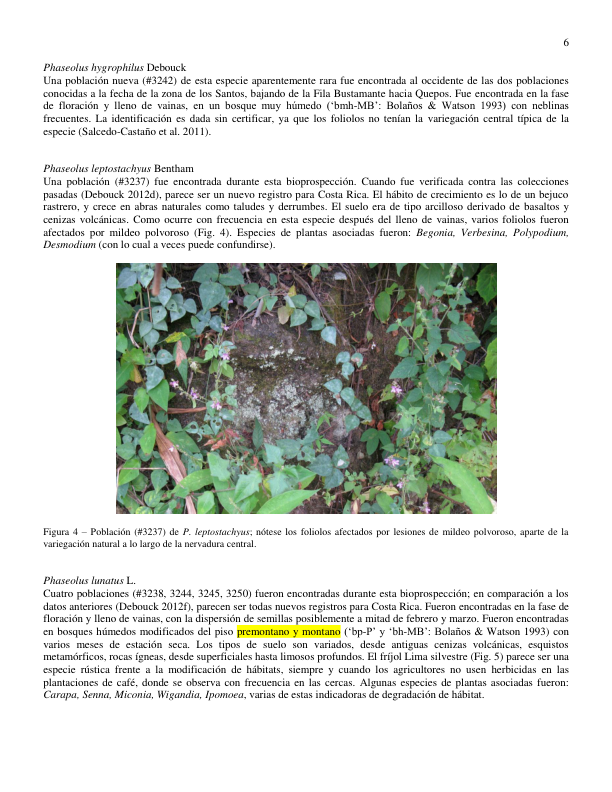 6
Phaseolus hygrophilus Debouck
Una población nueva (#3242) de esta especie aparentemente rara fue encontrada al occidente de las dos poblaciones
conocidas a la fecha de la zona de los Santos, bajando de la Fila Bustamante hacia Quepos. Fue encontrada en la fase
de floración y lleno de vainas, en un bosque muy húmedo (‘bmh-MB’: Bolaños & Watson 1993) con neblinas
frecuentes. La identificación es dada sin certificar, ya que los foliolos no tenían la variegación central típica de la
especie (Salcedo-Castaño et al. 2011).
Phaseolus leptostachyus Bentham
Una población (#3237) fue encontrada durante esta bioprospección. Cuando fue verificada contra las colecciones
pasadas (Debouck 2012d), parece ser un nuevo registro para Costa Rica. El hábito de crecimiento es lo de un bejuco
rastrero, y crece en abras naturales como taludes y derrumbes. El suelo era de tipo arcilloso derivado de basaltos y
cenizas volcánicas. Como ocurre con frecuencia en esta especie después del lleno de vainas, varios foliolos fueron
afectados por mildeo polvoroso (Fig. 4). Especies de plantas asociadas fueron: Begonia, Verbesina, Polypodium,
Desmodium (con lo cual a veces puede confundirse).
Figura 4 – Población (#3237) de P. leptostachyus; nótese los foliolos afectados por lesiones de mildeo polvoroso, aparte de la
variegación natural a lo largo de la nervadura central.
Phaseolus lunatus L.
Cuatro poblaciones (#3238, 3244, 3245, 3250) fueron encontradas durante esta bioprospección; en comparación a los
datos anteriores (Debouck 2012f), parecen ser todas nuevos registros para Costa Rica. Fueron encontradas en la fase de
floración y lleno de vainas, con la dispersión de semillas posiblemente a mitad de febrero y marzo. Fueron encontradas
en bosques húmedos modificados del piso premontano y montano (‘bp-P’ y ‘bh-MB’: Bolaños & Watson 1993) con
varios meses de estación seca. Los tipos de suelo son variados, desde antiguas cenizas volcánicas, esquistos
metamórficos, rocas ígneas, desde superficiales hasta limosos profundos. El fríjol Lima silvestre (Fig. 5) parece ser una
especie rústica frente a la modificación de hábitats, siempre y cuando los agricultores no usen herbicidas en las
plantaciones de café, donde se observa con frecuencia en las cercas. Algunas especies de plantas asociadas fueron:
Carapa, Senna, Miconia, Wigandia, Ipomoea, varias de estas indicadoras de degradación de hábitat.